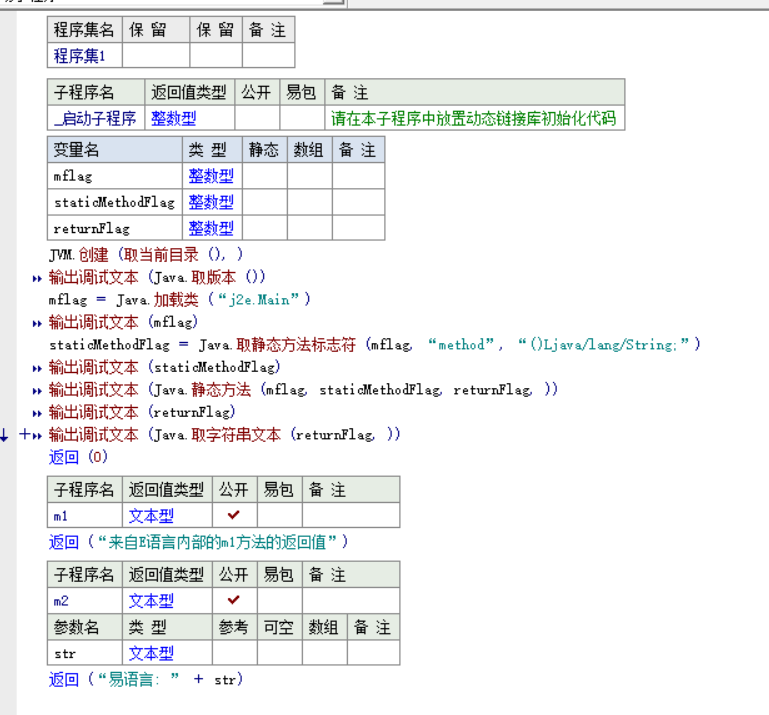 程序集名 保 留 保 留 备 注
程序集1
子程序名 返回值类型 公开 易包 备 注
_启动子程序 整数型 请在本子程序中放置动态链接库初始化代码
变量名 类 型 静态 数组 备 注
mflag 整数型
staticMethodFlag 整数型
returnFlag 整数型
JVM.创建 (取当前目录 (), )
输出调试文本 (Java.取版本 ())
mflag = Java.加载类 (“j2e.Main”)
输出调试文本 (mflag)
staticMethodFlag = Java.取静态方法标志符 (mflag, “method”, “()Ljava/lang/String;”)
输出调试文本 (staticMethodFlag)
输出调试文本 (Java.静态方法 (mflag, staticMethodFlag, returnFlag, ))
输出调试文本 (returnFlag)
输出调试文本 (Java.取字符串文本 (returnFlag, ))
返回 (0)
子程序名 返回值类型 公开 易包 备 注
m1 文本型 ✓
返回 (“来自E语言内部的m1方法的返回值”)
子程序名 返回值类型 公开 易包 备 注
m2 文本型 ✓
参数名 类 型 参考 可空 数组 备 注
str 文本型
返回 (“易语言: ” + str)